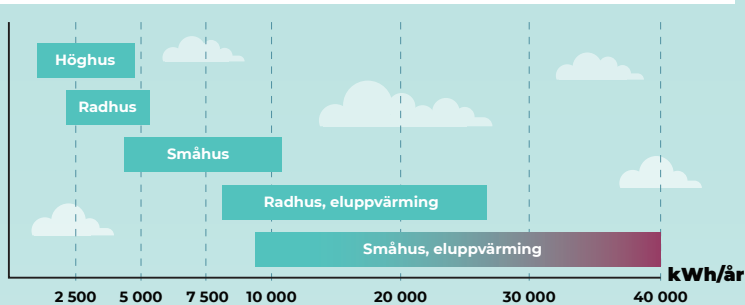 Höghus
Radhus
Småhus
Radhus, eluppvärming
Småhus, eluppvärming
kWh/år
2 500 5 000 7 500 10 000 20 000 30 000 40 000